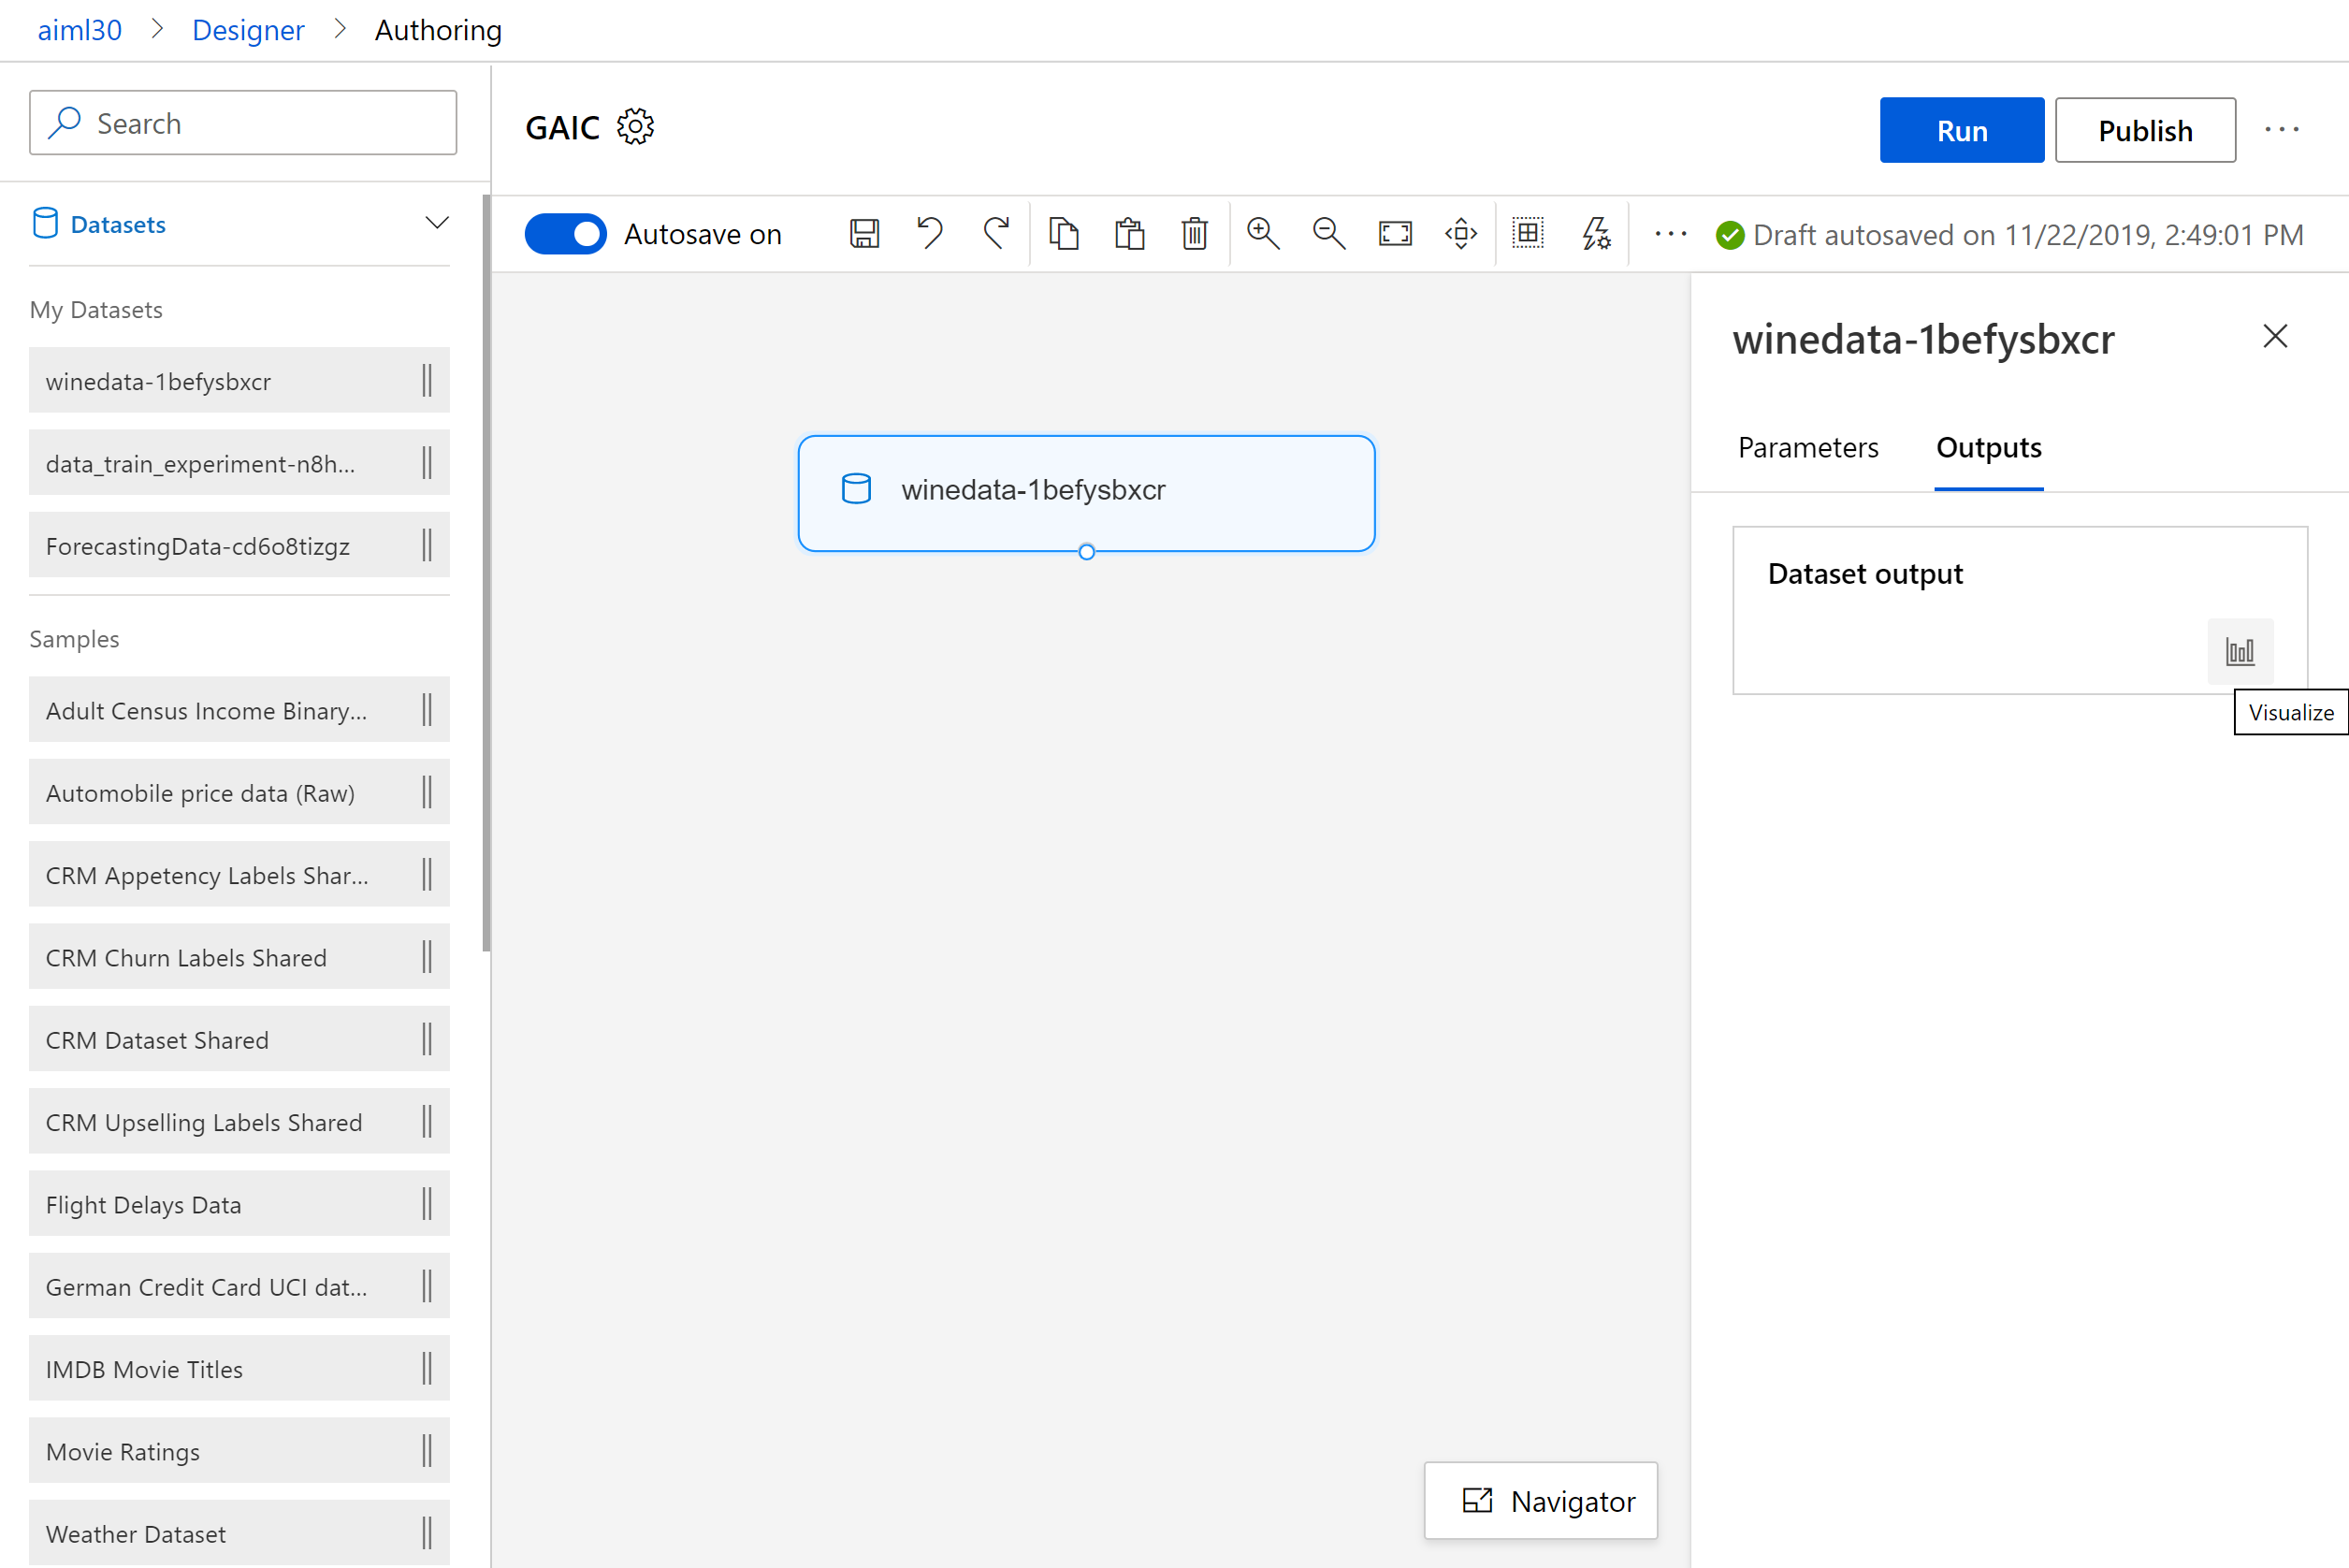 aiml30 > Designer > Authoring
Search
GAIC
Run
Publish
Datasets
Autosave on
Draft autosaved on 11/22/2019, 2:49:01 PM
My Datasets
winedata-1befysbxcr
data_train_experiment-n8h...
ForecastingData-cd6o8tizgz
Samples
Adult Census Income Binary...
Automobile price data (Raw)
CRM Appetency Labels Shar...
CRM Churn Labels Shared
CRM Dataset Shared
CRM Upselling Labels Shared
Flight Delays Data
German Credit Card UCI dat...
IMDB Movie Titles
Movie Ratings
Weather Dataset
winedata-1befysbxcr
Navigator
winedata-1befysbxcr
Parameters
Outputs
Dataset output
Visualize